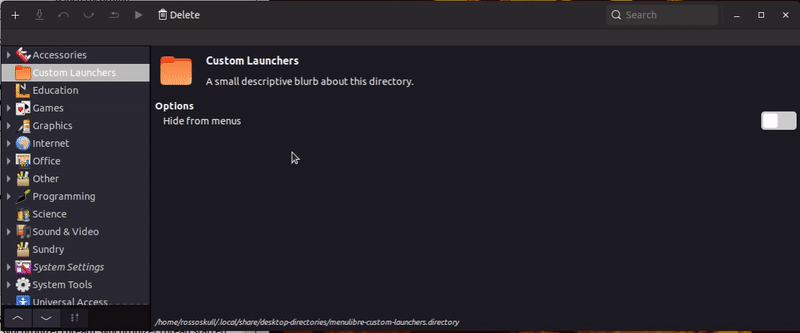 Delete
Search
Accessories
Custom Launchers
Education
Games
Graphics
Internet
Office
Other
Programming
Science
Sound & Video
Sundry
System Settings
System Tools
Universal Access
Custom Launchers
A small descriptive blurb about this directory.
Options
Hide from menus
/home/rossoskull/.local/share/desktop-directories/menulibre-custom-launchers.directory